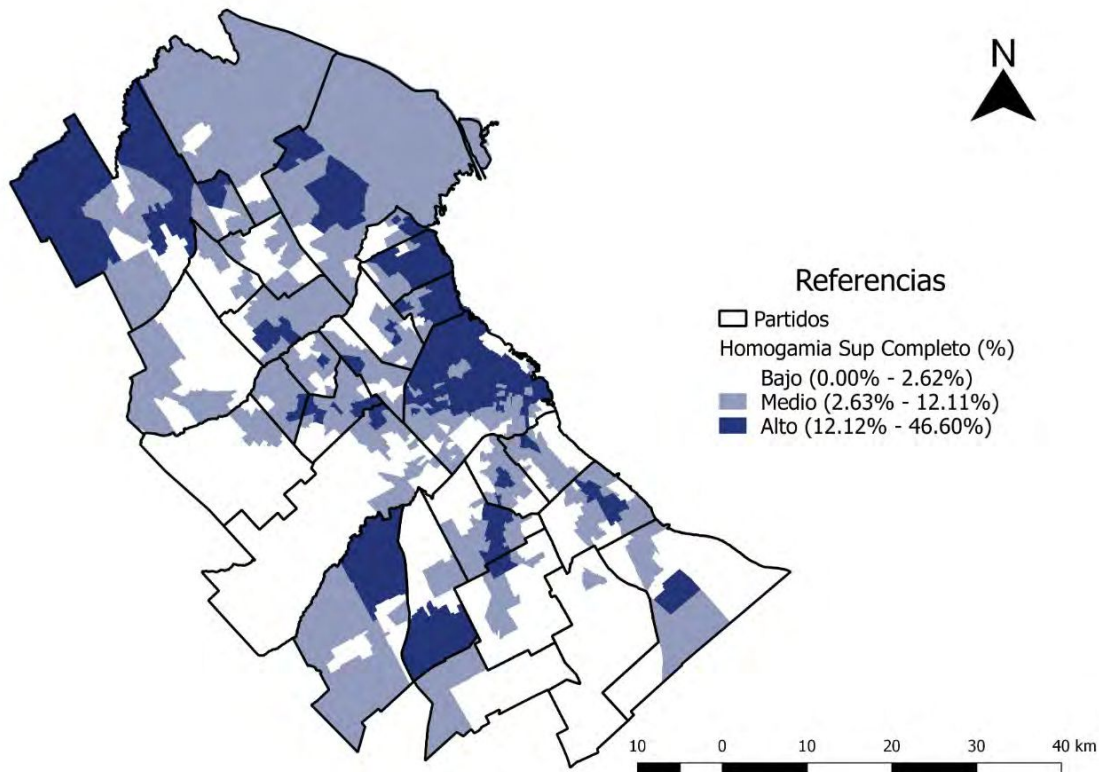 N
Referencias
Partidos
Homogamia Sup Completo (%)
Bajo (0.00% - 2.62%)
Medio (2.63% - 12.11%)
Alto (12.12% - 46.60%)
10 0 10 20 30 40 km